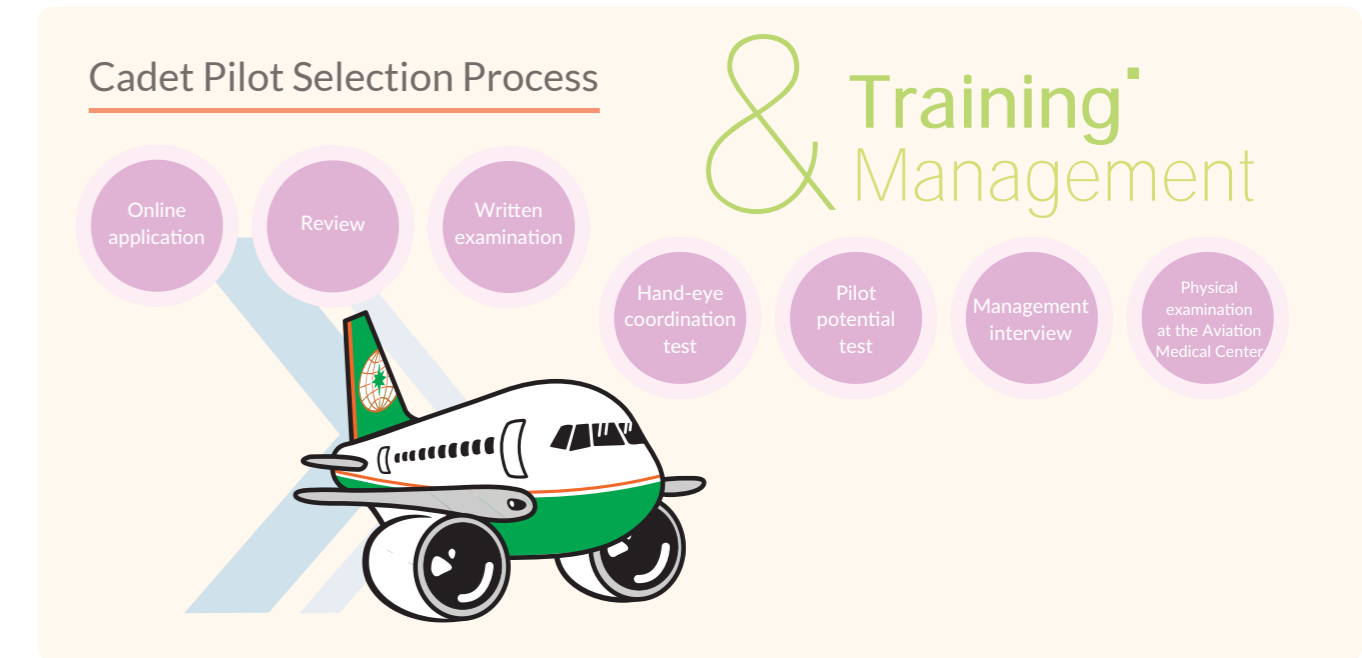 Cadet Pilot Selection Process
&
Training
Management
Online
application
Review
Written
examination
Hand-eye
coordination
test
Pilot
potential
test
Management
interview
Physical
examination
at the Aviation
Medical Center